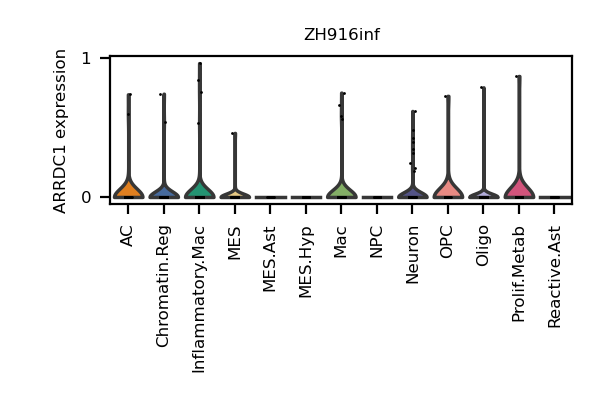 ZH916inf
ARRDC1 expression
1
0
AC
Chromatin.Reg
Inflammatory.Mac
MES
MES.Ast
MES.Hyp
Mac
NPC
Neuron
OPC
Oligo
Prolif.Metab
Reactive.Ast